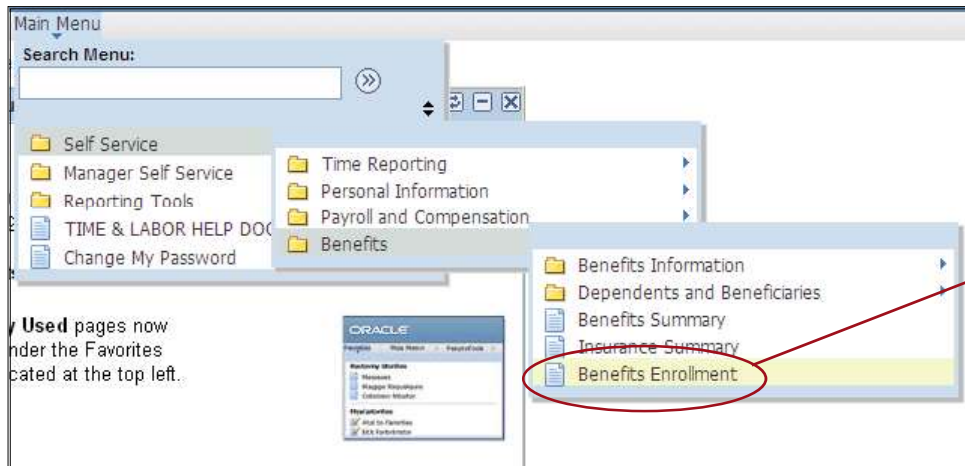 Main Menu
Search Menu:
Self Service
Manager Self Service
Reporting Tools
TIME & LABOR HELP DOC
Change My Password
Time Reporting
Personal Information
Payroll and Compensation
Benefits
Benefits Information
Dependents and Beneficiaries
Benefits Summary
Insurance Summary
Benefits Enrollment
y Used pages now
nder the Favorites
cated at the top left.
ORACLE